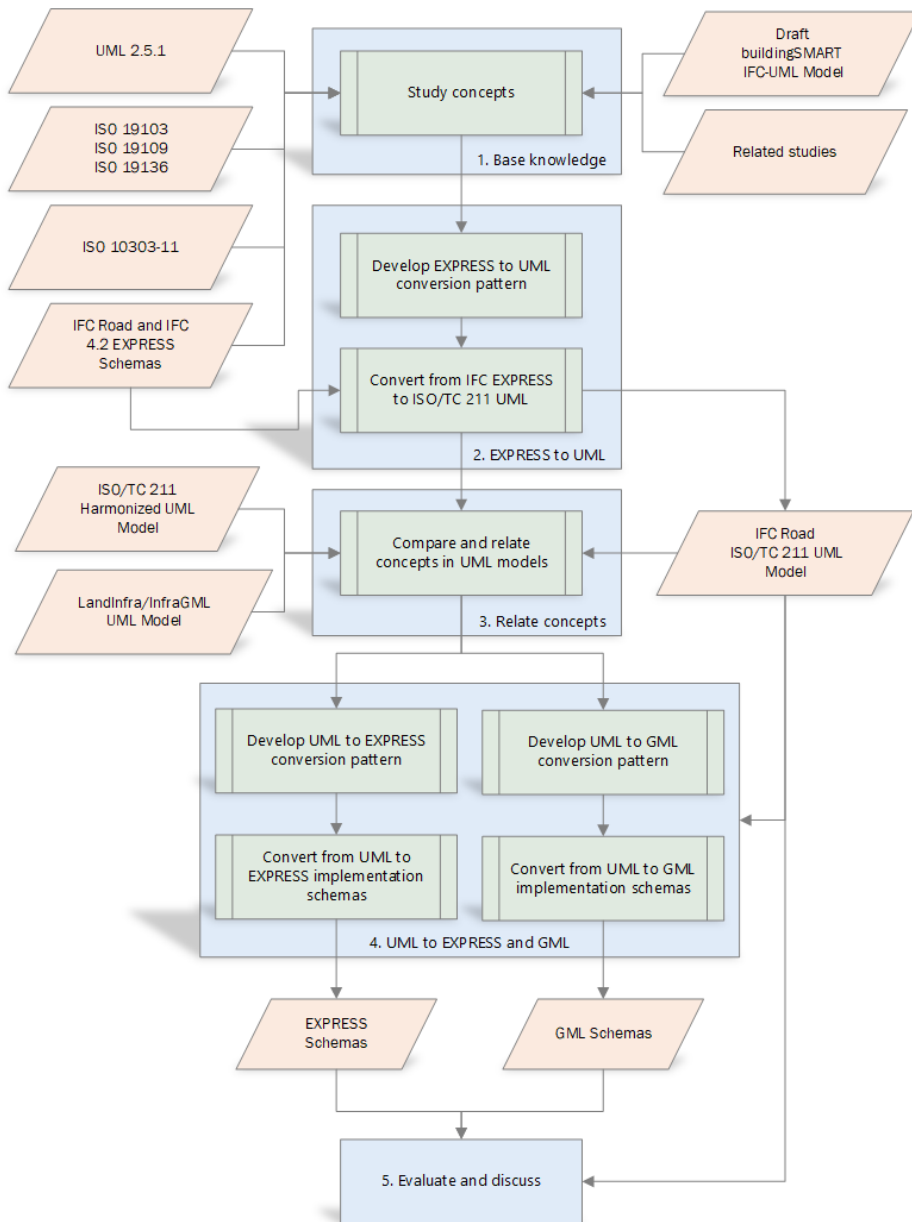 UML 2.5.1
Draft
buildingSMART
IFC-UML Model
Study concepts
ISO 19103
ISO 19109
ISO 19136
Related studies
1. Base knowledge
ISO 10303-11
Develop EXPRESS to UML
conversion pattern
IFC Road and IFC
4.2 EXPRESS
Schemas
Convert from IFC EXPRESS
to ISO/TC 211 UML
2. EXPRESS to UML
ISO/TC 211
Harmonized UML
Model
Compare and relate
concepts in UML models
IFC Road
ISO/TC 211 UML
Model
LandInfra/InfraGML
UML Model
3. Relate concepts
Develop UML to EXPRESS
conversion pattern
Develop UML to GML
conversion pattern
Convert from UML to
EXPRESS implementation
schemas
Convert from UML to GML
implementation schemas
4. UML to EXPRESS and GML
EXPRESS
Schemas
GML Schemas
5. Evaluate and discuss